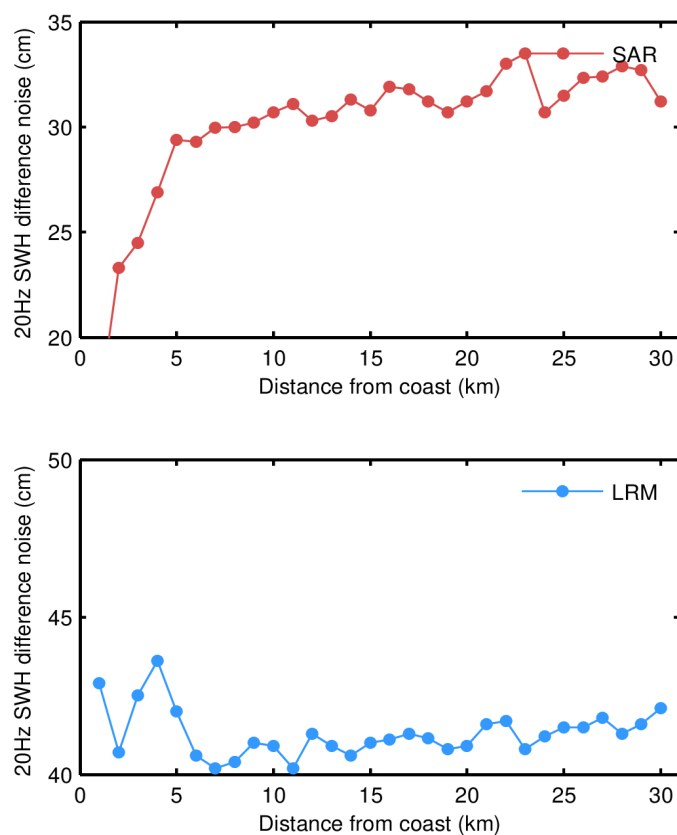 35
30
25
20
0 5 10 15 20 25 30
20Hz SWH difference noise (cm)
Distance from coast (km)
SAR
50
45
40
0 5 10 15 20 25 30
20Hz SWH difference noise (cm)
Distance from coast (km)
LRM